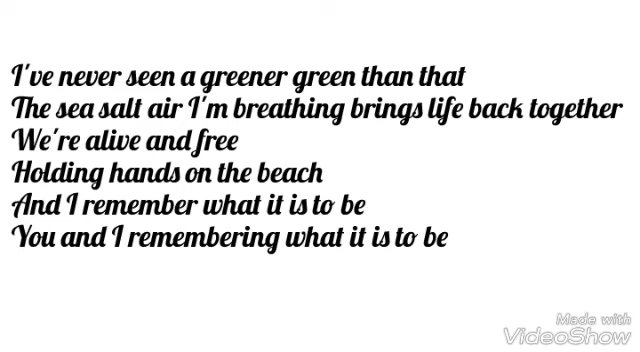 I've never seen a greener green than that
The sea salt air I'm breathing brings life back together
We're alive and free
Holding hands on the beach
And I remember what it is to be
You and I remembering what it is to be
Made with
VideoShow